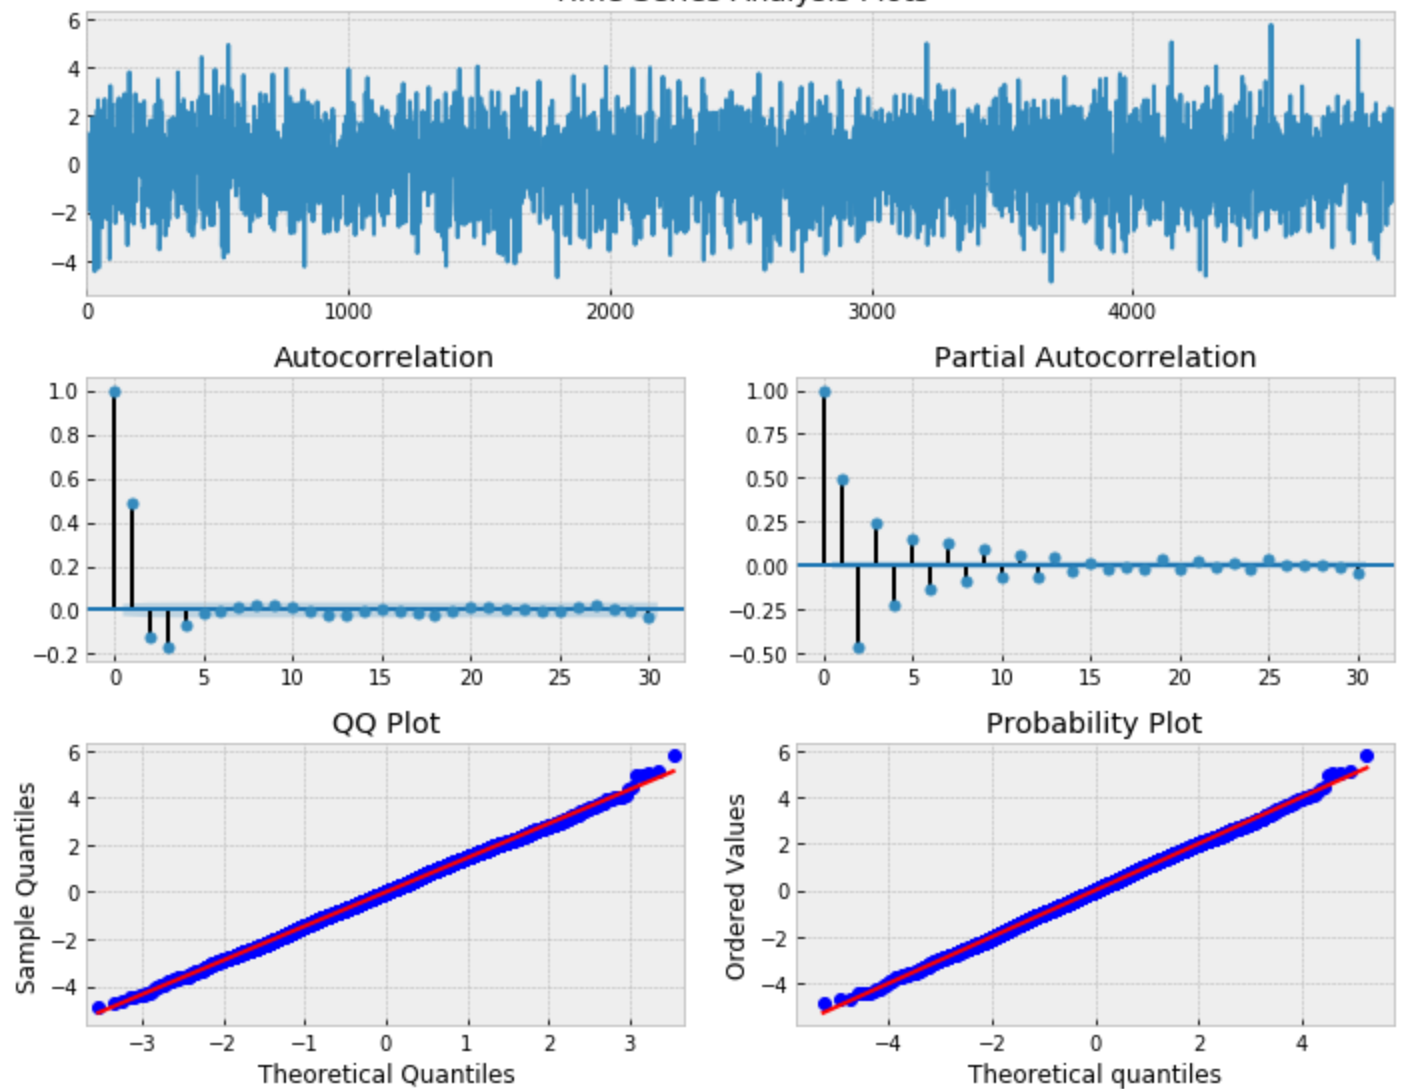 Time Series Analysis Plots
6
4
2
0
−2
−4
0 1000 2000 3000 4000
Autocorrelation
1.0
0.8
0.6
0.4
0.2
0.0
−0.2
0 5 10 15 20 25 30
Partial Autocorrelation
1.00
0.75
0.50
0.25
0.00
−0.25
−0.50
0 5 10 15 20 25 30
QQ Plot
Sample Quantiles
6
4
2
0
−2
−4
−3 −2 −1 0 1 2 3
Theoretical Quantiles
Probability Plot
Ordered Values
6
4
2
0
−2
−4
−4 −2 0 2 4
Theoretical quantiles